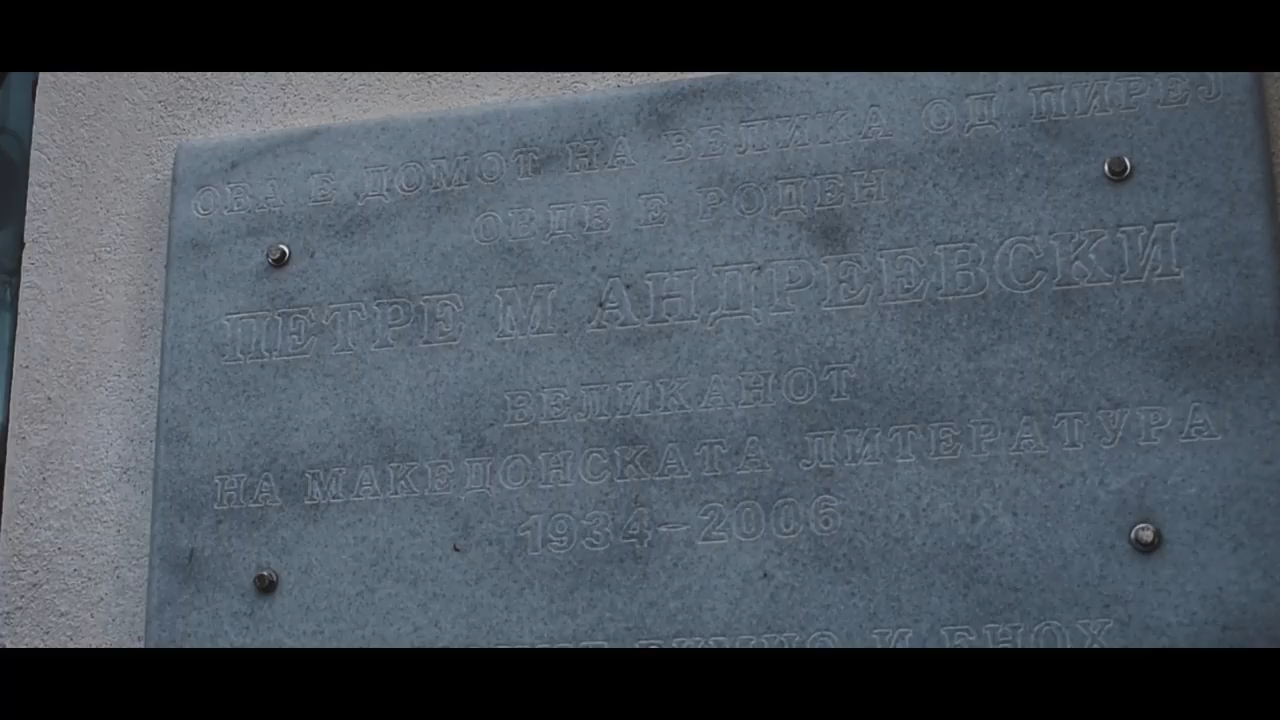 ОВА Е ДОМОТ НА ВЕЛИКА ОД ПИРЕЈ
ОВДЕ Е РОДЕН
ПЕТРЕ М АНДРЕЕВСКИ
ВЕЛИКАНОТ
НА МАКЕДОНСКАТА ЛИТЕРАТУРА
1934-2006
И